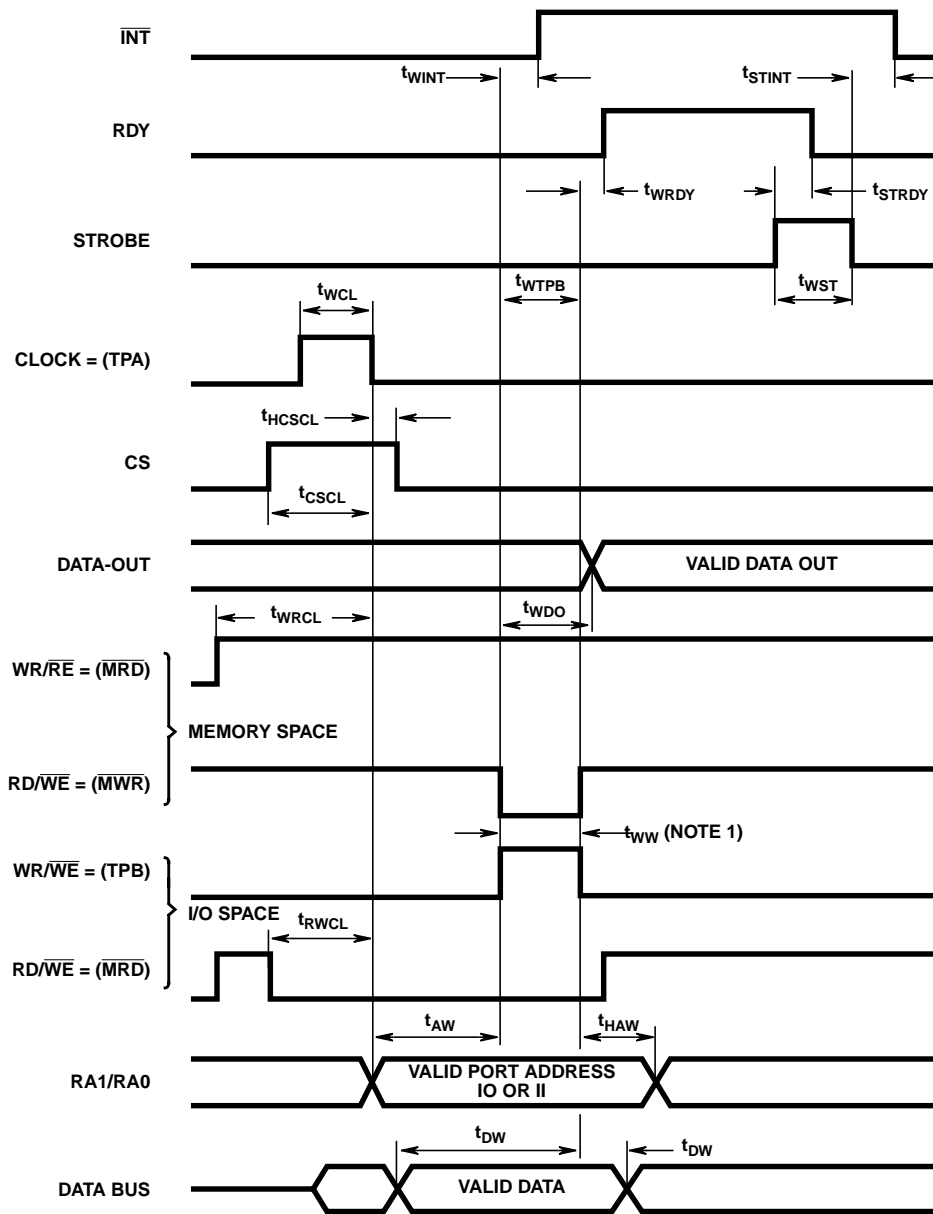 INT
tWINT
tSTINT
RDY
tWRDY
tSTRDY
STROBE
tWTPB
tWST
tWCL
CLOCK = (TPA)
tHCSCL
CS
tCSCL
DATA-OUT
VALID DATA OUT
tWRCL
tWDO
WR/RE = (MRD)
MEMORY SPACE
RD/WE = (MWR)
tWW (NOTE 1)
WR/WE = (TPB)
I/O SPACE
tRWCL
RD/WE = (MRD)
tAW
tHAW
RA1/RA0
VALID PORT ADDRESS
IO OR II
tDW
tDW
DATA BUS
VALID DATA